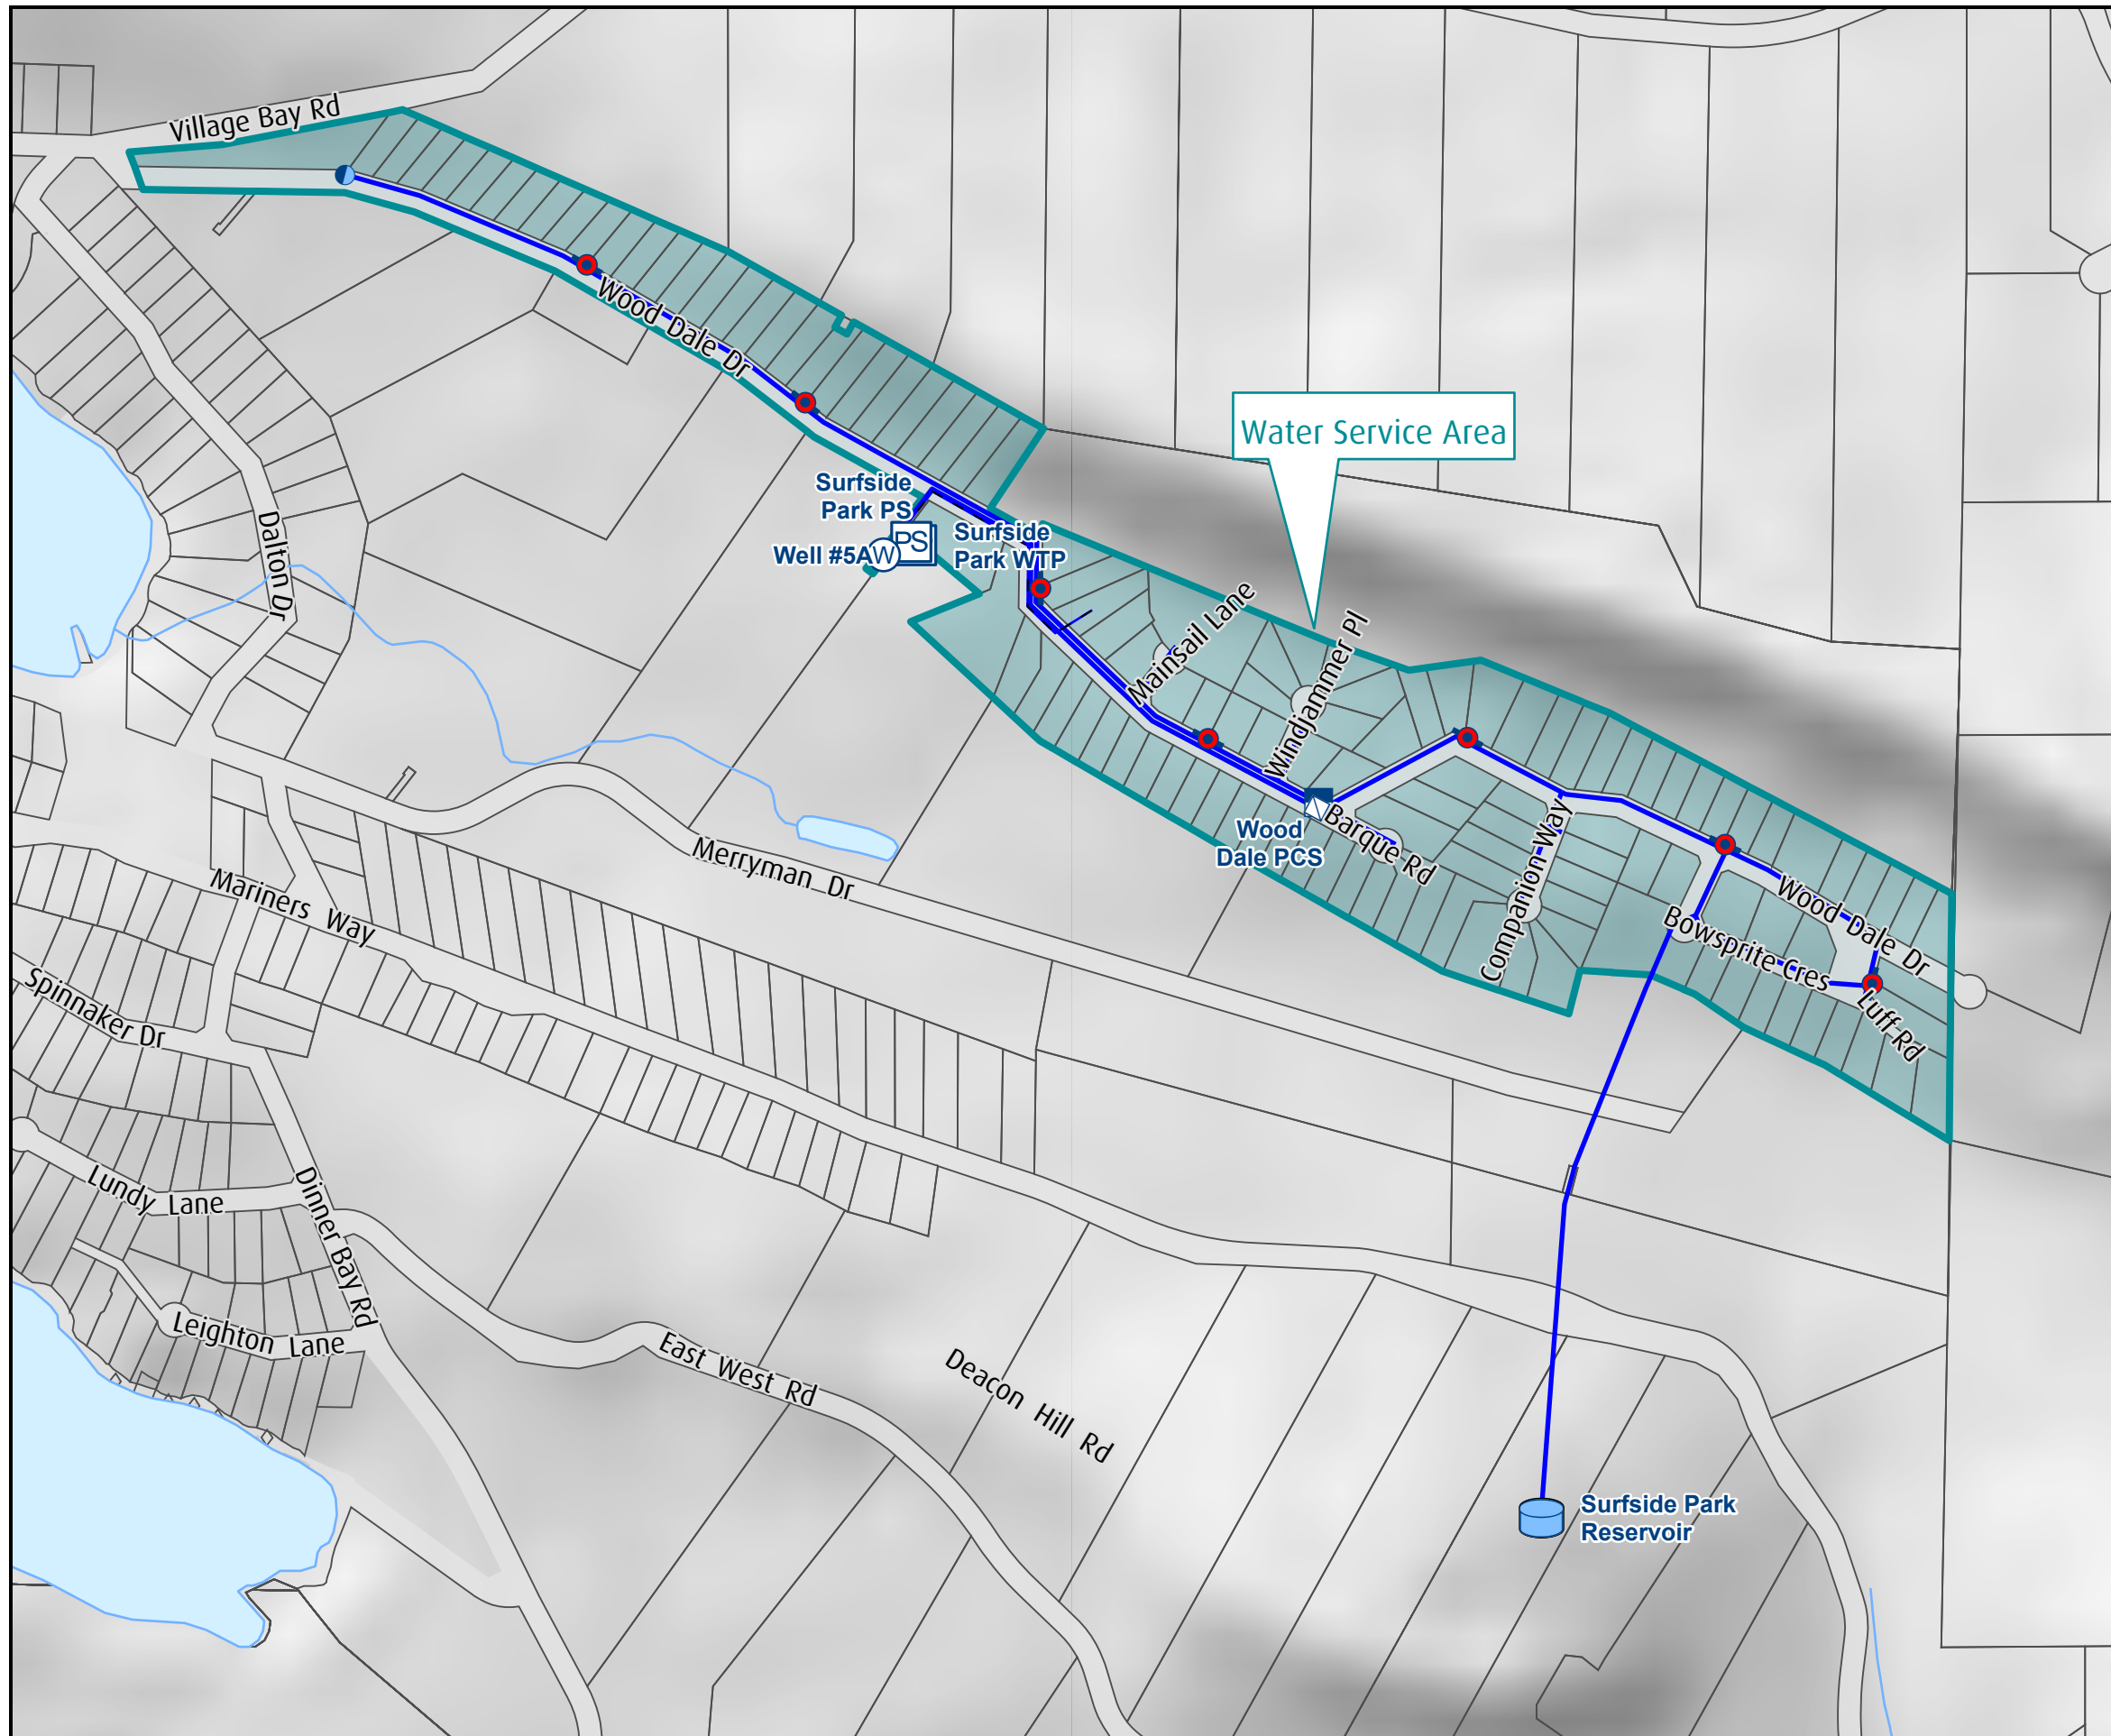 Village Bay Rd
Wood Dale Dr
Water Service Area
Surfside
Park PS
PS
Surfside
Park WTP
Well #5A
W
Dalton Dr
Mainsail Lane
Windjammer Pl
Wood
Dale PCS
Barque Rd
Companion Way
Wood Dale Dr
Bowsprite Cres
Luff Rd
Merryman Dr
Mariners Way
Spinnaker Dr
Lundy Lane
Dinner Bay Rd
Leighton Lane
East West Rd
Deacon Hill Rd
Surfside Park
Reservoir